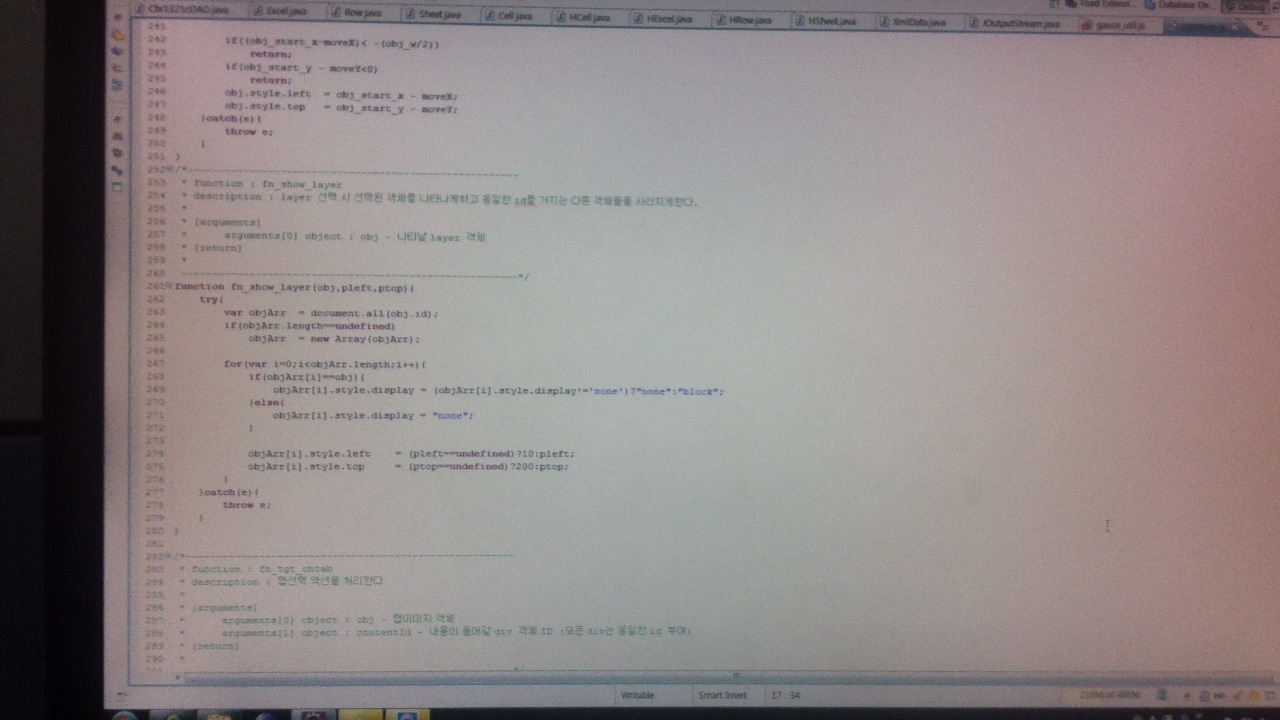 Chr1321cDAO.java Excel.java Row.java Sheet.java Cell.java HCell.java HExcel.java HRow.java HSheet.java XmlData.java JOutputStream.java gauce_util.js
Toad Extensi... Database De... Debug
241
242 if((obj_start_x-moveX)< -(obj_w/2))
243 return;
244 if(obj_start_y - moveY<0)
245 return;
246 obj.style.left = obj_start_x - moveX;
247 obj.style.top = obj_start_y - moveY;
248 }catch(e){
249 throw e;
250 }
251 }
252 /*----------------------------------------------------------
253 * function : fn_show_layer
254 * description : layer 선택 시 선택된 객체를 나타나게하고 동일한 id를 가지는 다른 객체들을 사라지게한다.
255 *
256 * [arguments]
257 * arguments[0] object : obj - 나타날 layer 객체
258 * [return]
259 *
260 ----------------------------------------------------------*/
261 function fn_show_layer(obj,pleft,ptop){
262 try{
263 var objArr = document.all(obj.id);
264 if(objArr.length==undefined)
265 objArr = new Array(objArr);
266
267 for(var i=0;i<objArr.length;i++){
268 if(objArr[i]==obj){
269 objArr[i].style.display = (objArr[i].style.display!='none')?"none":"block";
270 }else{
271 objArr[i].style.display = "none";
272 }
273
274 objArr[i].style.left = (pleft==undefined)?10:pleft;
275 objArr[i].style.top = (ptop==undefined)?200:ptop;
276 }
277 }catch(e){
278 throw e;
279 }
280 }
281
282 /*----------------------------------------------------------
283 * function : fn_tgt_chtab
284 * description : 탭선택 액션을 처리한다
285 *
286 * [arguments]
287 * arguments[0] object : obj - 탭이미지 객체
288 * arguments[1] object : contentId - 내용이 들어갈 div 객체 ID (모든 div는 동일한 id 부여)
289 * [return]
290 *
Writable Smart Insert 17 : 34